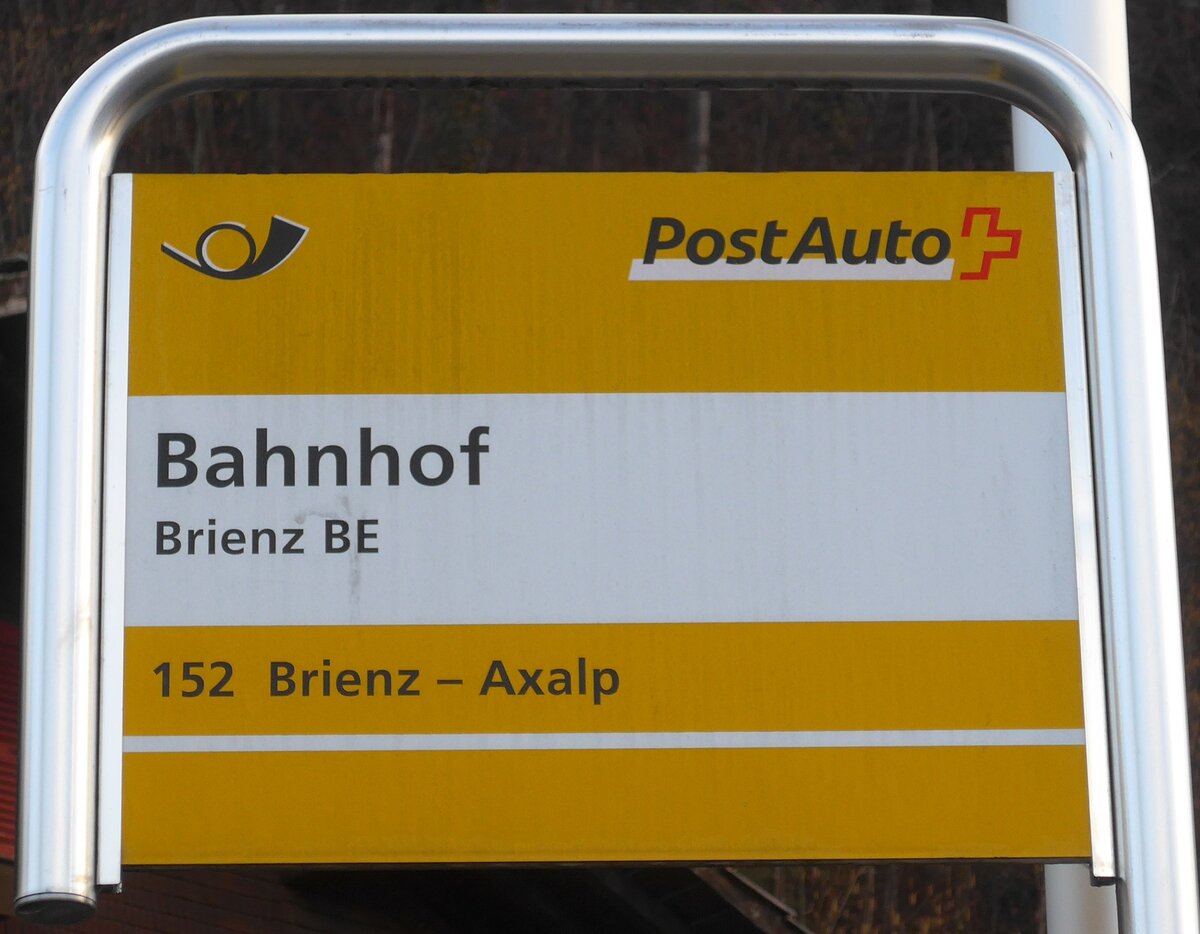 PostAuto
Bahnhof
Brienz BE
152 Brienz – Axalp